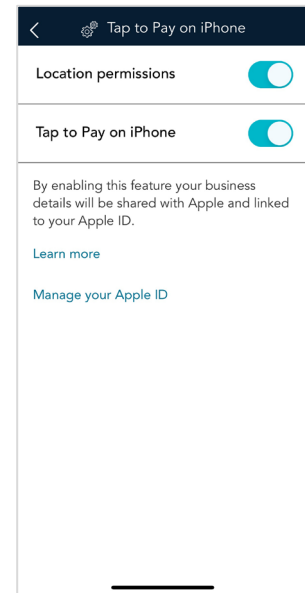 Tap to Pay on iPhone
Location permissions
Tap to Pay on iPhone
By enabling this feature your business
details will be shared with Apple and linked
to your Apple ID.
Learn more
Manage your Apple ID